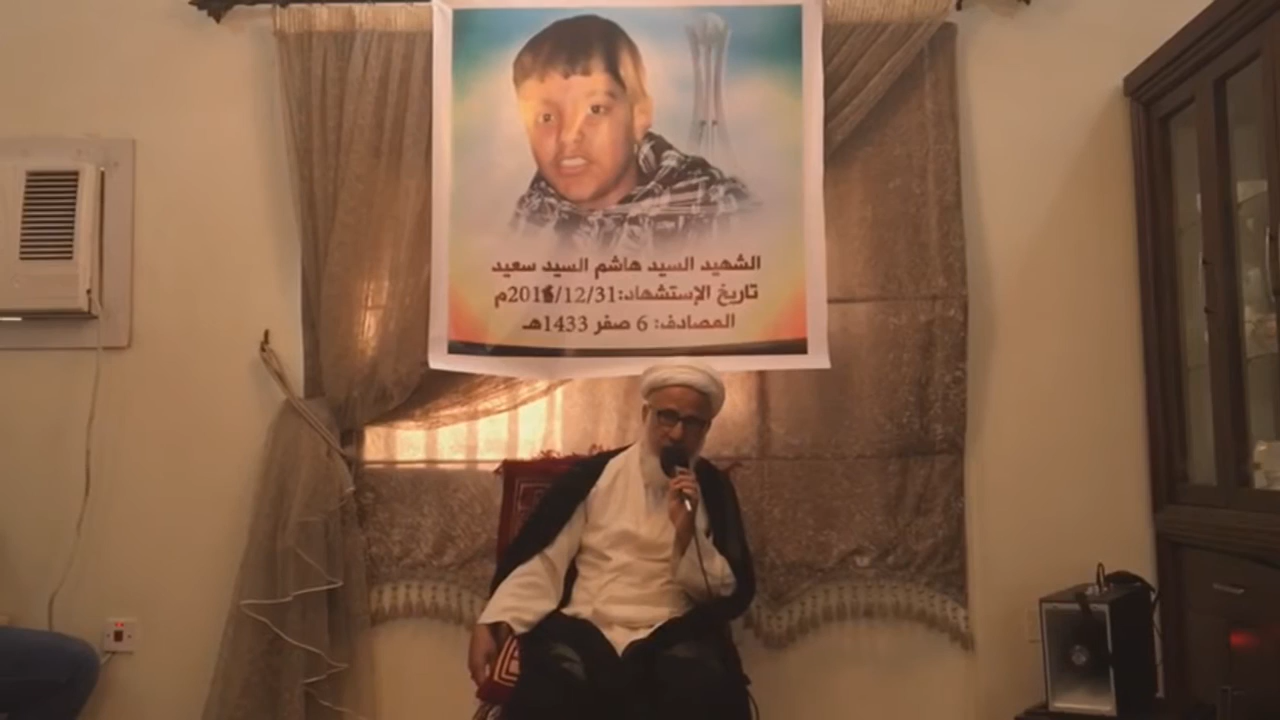 الشهيد السيد هاشم السيد سعيد
تاريخ الإستشهاد:2011/12/31م
المصادف: 6 صفر 1433هـ